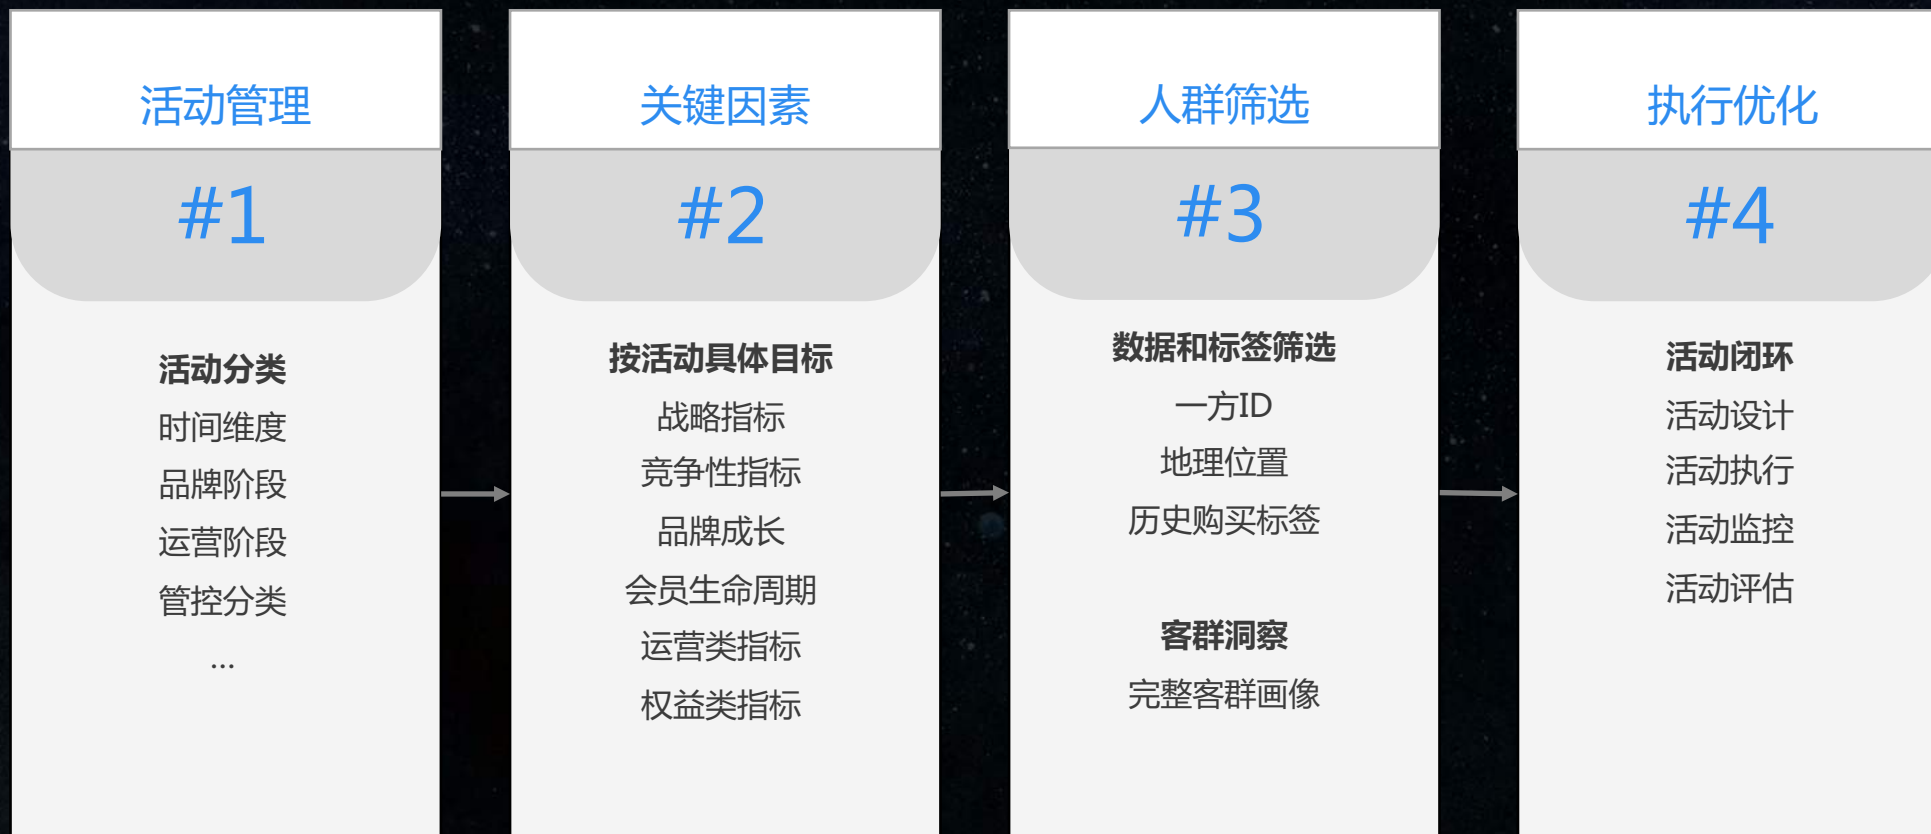 活动管理
#1
活动分类
时间维度
品牌阶段
运营阶段
管控分类
...
关键因素
#2
按活动具体目标
战略指标
竞争性指标
品牌成长
会员生命周期
运营类指标
权益类指标
人群筛选
#3
数据和标签筛选
一方ID
地理位置
历史购买标签
客群洞察
完整客群画像
执行优化
#4
活动闭环
活动设计
活动执行
活动监控
活动评估